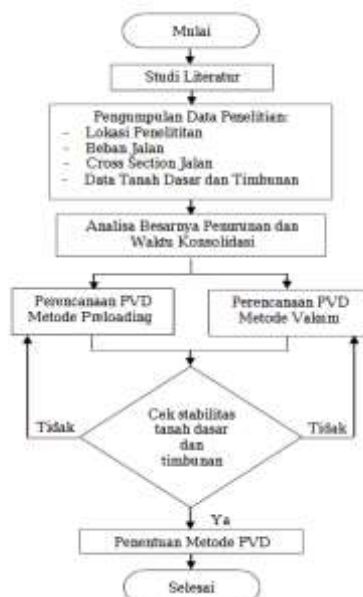 Mulai
Studi Literatur
Pengumpulan Data Penelitian:
- Lokasi Penelititan
- Beban Jalan
- Cross Section Jalan
- Data Tanah Dasar dan Timbunan
Analisa Besarnya Penurunan dan
Waktu Konsolidasi
Perencanaan PVD
Metode Preloading
Perencanaan PVD
Metode Vakum
Tidak
Cek stabilitas
tanah dasar
dan
timbunan
Tidak
Ya
Penentuan Metode PVD
Selesai